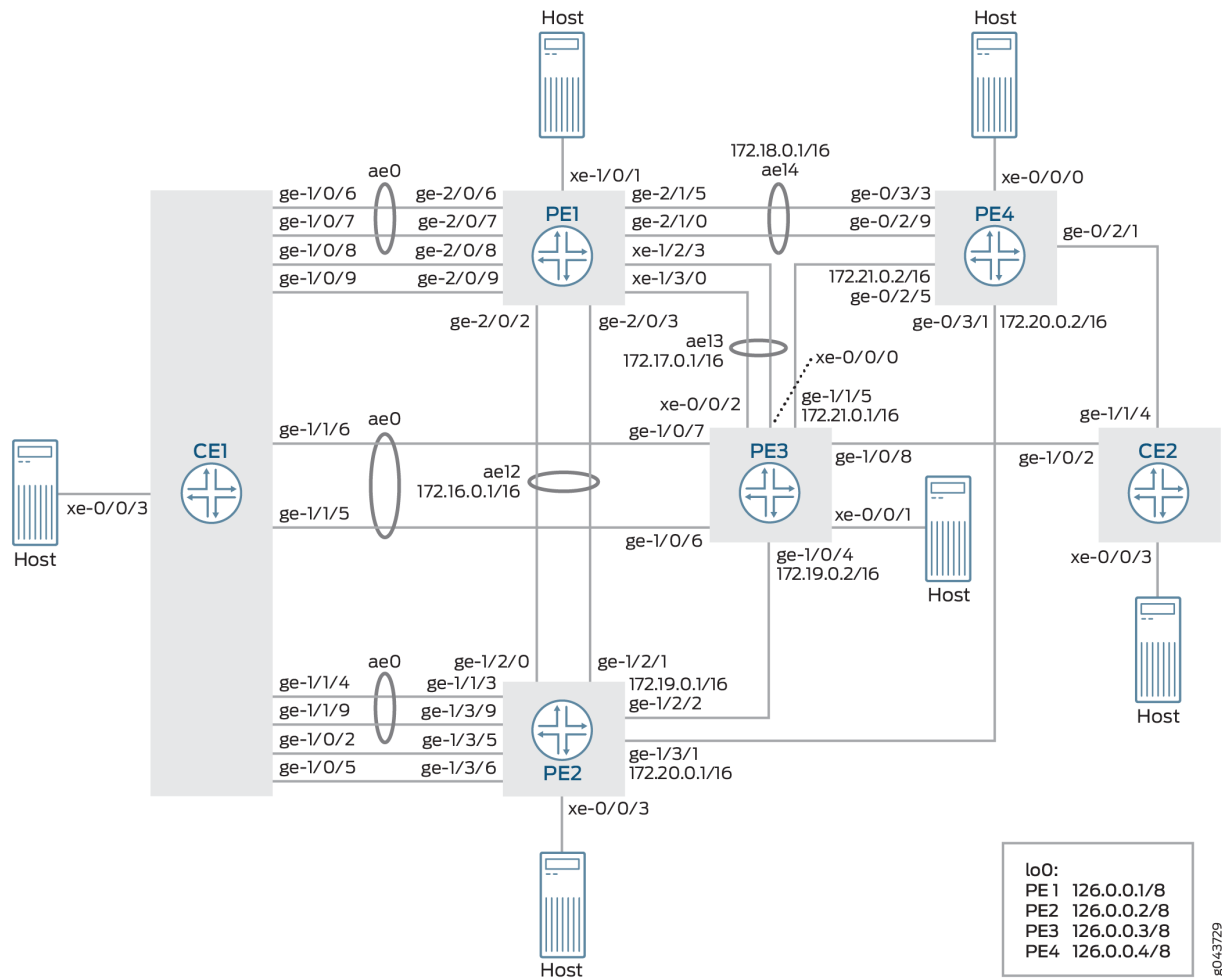 Host
Host
172.18.0.1/16
ae14
ae0
xe-1/0/1
xe-0/0/0
ge-1/0/6
ge-2/0/6
ge-2/1/5
ge-0/3/3
ge-1/0/7
ge-2/0/7
PE1
ge-2/1/0
ge-0/2/9
PE4
ge-0/2/1
ge-1/0/8
ge-2/0/8
xe-1/2/3
ge-1/0/9
ge-2/0/9
xe-1/3/0
172.21.0.2/16
ge-0/2/5
ge-2/0/2
ge-2/0/3
ge-0/3/1
172.20.0.2/16
ae13
172.17.0.1/16
xe-0/0/0
xe-0/0/2
ge-1/1/5
172.21.0.1/16
ae0
ge-1/1/4
ge-1/1/6
ge-1/0/7
CE1
PE3
ge-1/0/8
ge-1/0/2
CE2
ae12
172.16.0.1/16
xe-0/0/3
Host
ge-1/1/5
ge-1/0/6
xe-0/0/1
Host
ge-1/0/4
172.19.0.2/16
xe-0/0/3
Host
ae0
ge-1/2/0
ge-1/2/1
ge-1/1/4
ge-1/1/3
172.19.0.1/16
ge-1/2/2
ge-1/1/9
ge-1/3/9
ge-1/0/2
ge-1/3/5
ge-1/0/5
ge-1/3/6
PE2
ge-1/3/1
172.20.0.1/16
xe-0/0/3
Host
lo0:
PE 1 126.0.0.1/8
PE2 126.0.0.2/8
PE3 126.0.0.3/8
PE4 126.0.0.4/8
g043729